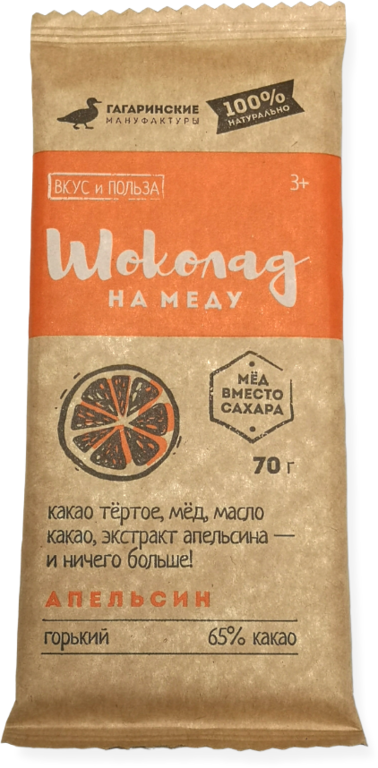 ГАГАРИНСКИЕ
МАНУФАКТУРЫ
100%
НАТУРАЛЬНО
ВКУС и ПОЛЬЗА
3+
Шоколад
НА МЕДУ
МЁД
ВМЕСТО
САХАРА
70 г
какао тёртое, мёд, масло
какао, экстракт апельсина —
и ничего больше!
АПЕЛЬСИН
горький 65% какао